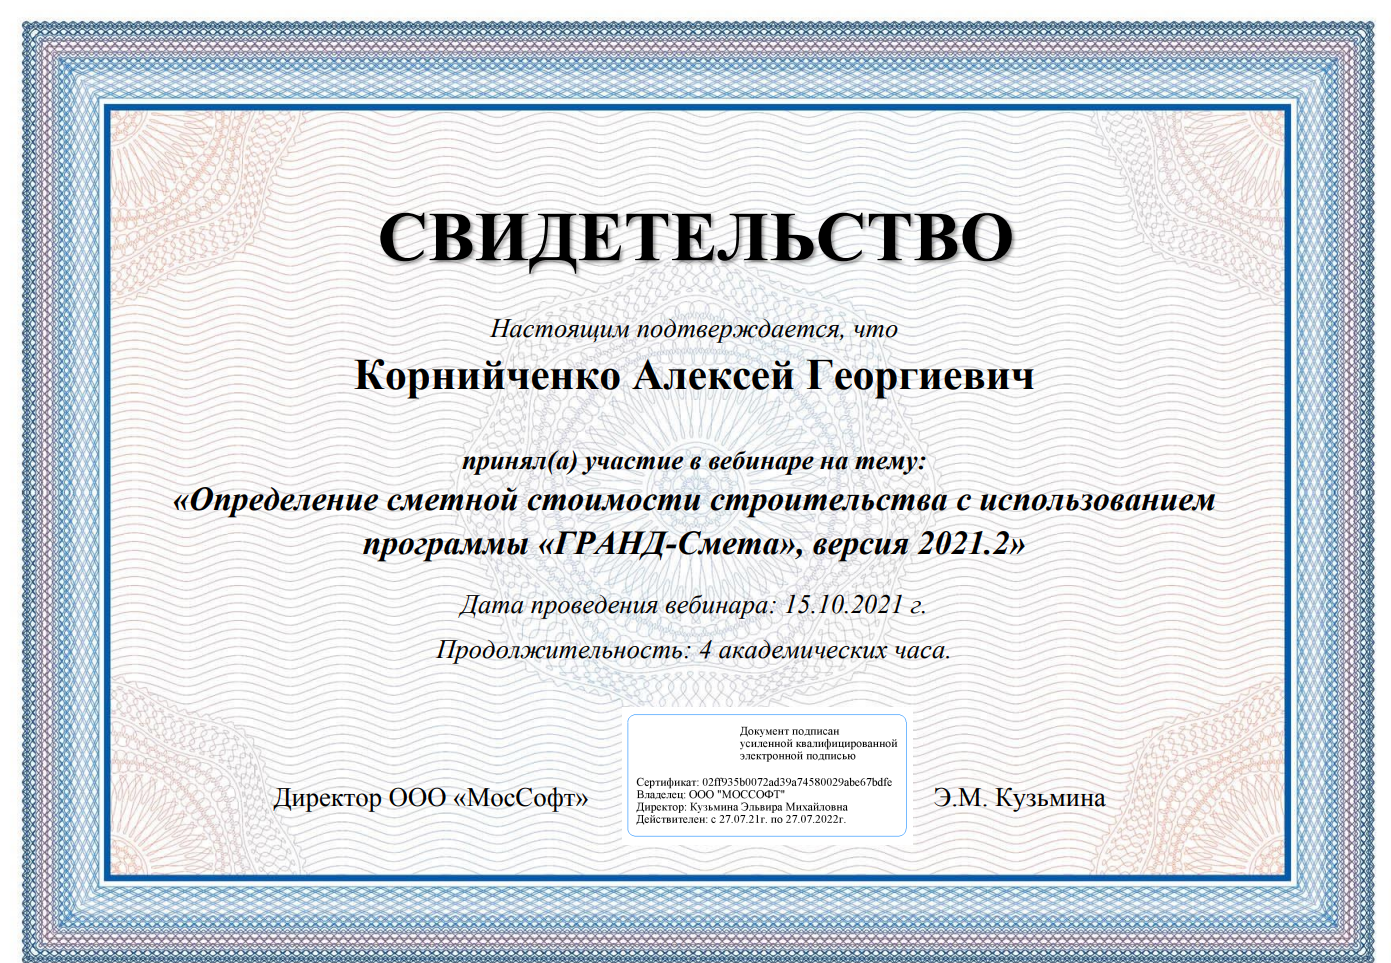 СВИДЕТЕЛЬСТВО
Настоящим подтверждается, что
Корнийченко Алексей Георгиевич
принял(а) участие в вебинаре на тему:
«Определение сметной стоимости строительства с использованием
программы «ГРАНД-Смета», версия 2021.2»
Дата проведения вебинара: 15.10.2021 г.
Продолжительность: 4 академических часа.
Документ подписан
усиленной квалифицированной
электронной подписью
Сертификат: 02ff935b0072ad39a74580029abe67bdfe
Владелец: ООО "МОССОФТ"
Директор: Кузьмина Эльвира Михайловна
Действителен: с 27.07.21г. по 27.07.2022г.
Директор ООО «МосСофт»
Э.М. Кузьмина